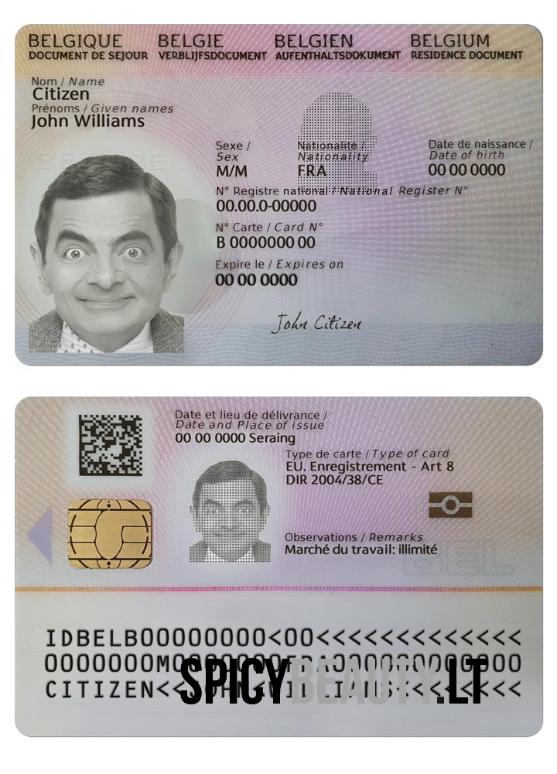 BELGIQUE BELGIE BELGIEN BELGIUM
DOCUMENT DE SEJOUR VERBLIJFSDOCUMENT AUFENTHALTSDOKUMENT RESIDENCE DOCUMENT
Nom / Name
Citizen
Prénoms / Given names
John Williams
Sexe / Nationalité / Date de naissance /
Sex Nationality Date of birth
M/M FRA 00 00 0000
N° Registre national / National Register N°
00.00.0-00000
N° Carte / Card N°
B 0000000 00
Expire le / Expires on
00 00 0000
John Citizen
Date et lieu de délivrance /
Date and Place of issue
00 00 0000 Seraing
Type de carte / Type of card
EU. Enregistrement - Art 8
DIR 2004/38/CE
Observations / Remarks
Marché du travail: illimité
BEL
IDBELB00000000<00<<<<<<<<<<<<<
CITIZEN<
SPICYBEAUTY.LT